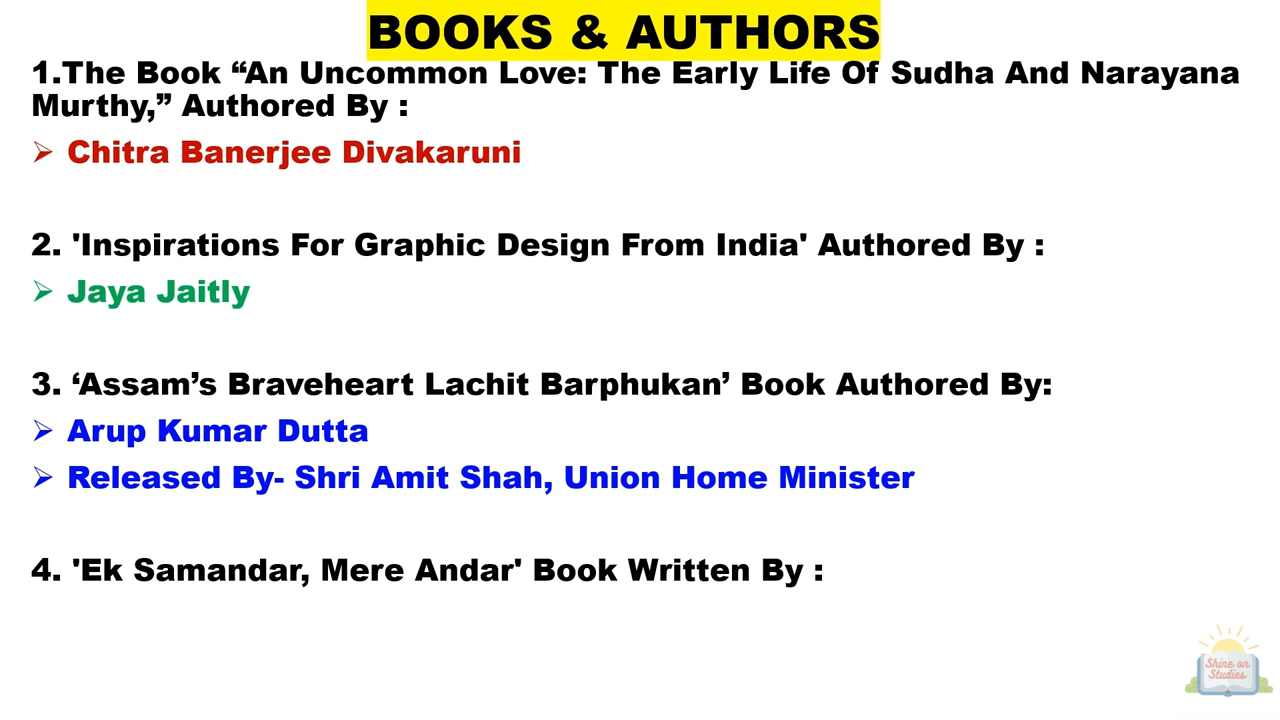 BOOKS & AUTHORS
1.The Book “An Uncommon Love: The Early Life Of Sudha And Narayana
Murthy,” Authored By :
➢ Chitra Banerjee Divakaruni
2. 'Inspirations For Graphic Design From India' Authored By :
➢ Jaya Jaitly
3. ‘Assam’s Braveheart Lachit Barphukan’ Book Authored By:
➢ Arup Kumar Dutta
➢ Released By- Shri Amit Shah, Union Home Minister
4. 'Ek Samandar, Mere Andar' Book Written By :
Shine on
Studies